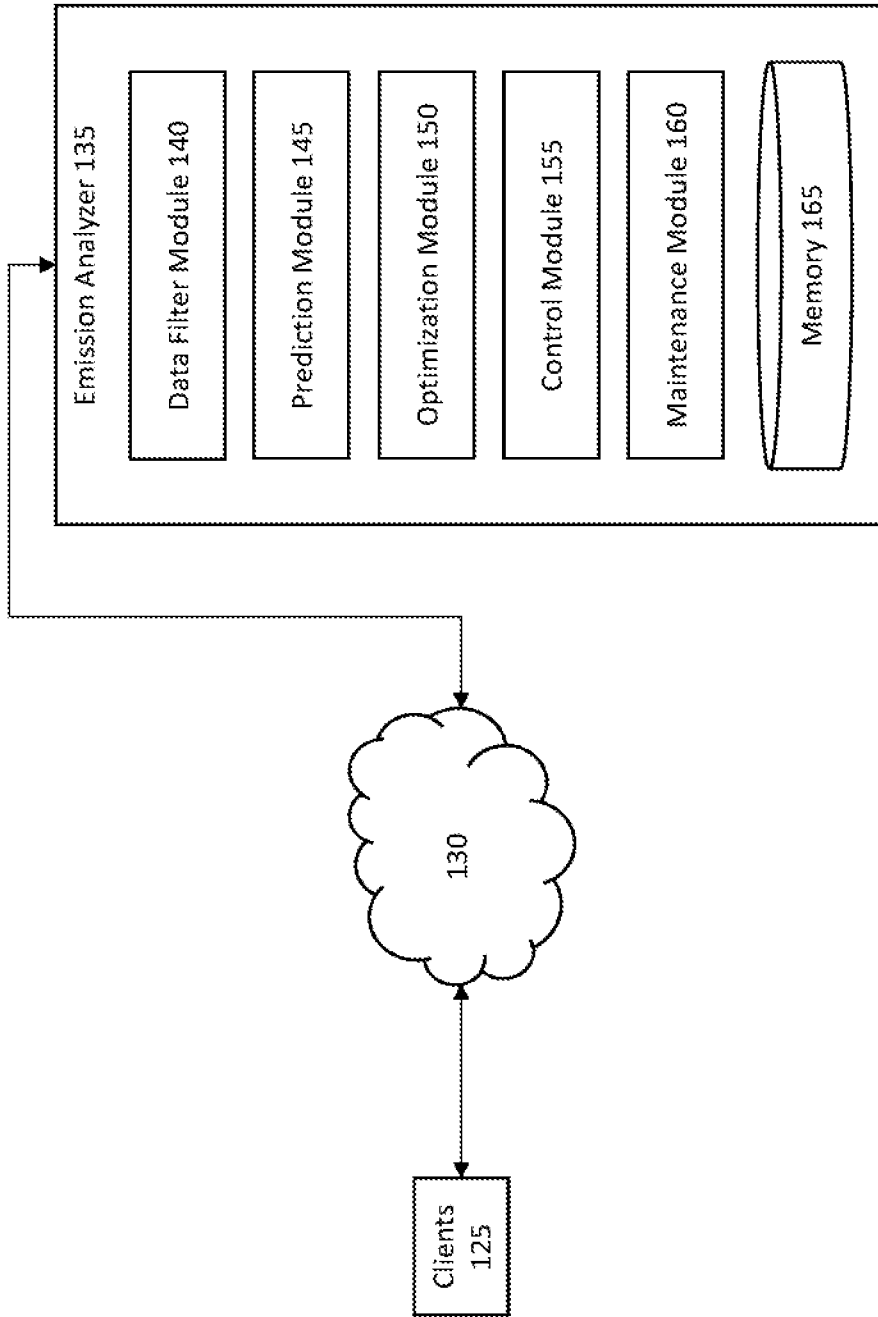 Clients
125
130
Emission Analyzer 135
Data Filter Module 140
Prediction Module 145
Optimization Module 150
Control Module 155
Maintenance Module 160
Memory 165